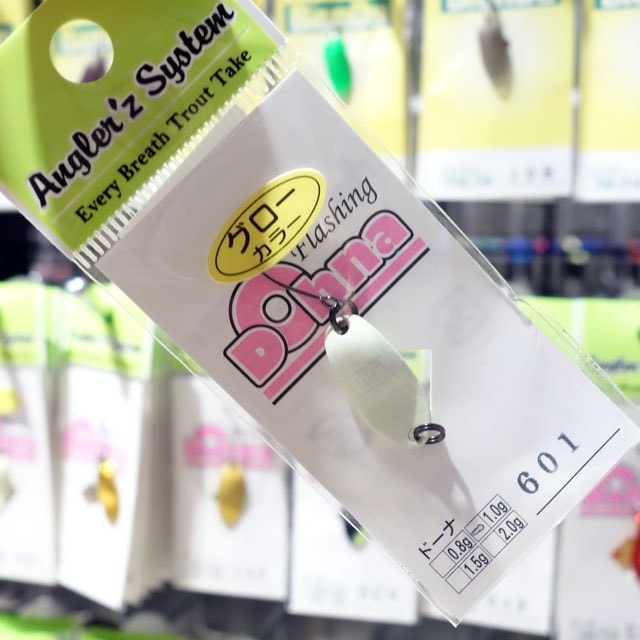 Angler'z System
Every Breath Trout Take
グロー
カラー
Flashing
Dohna
601
ドーナ
0.8g 1.0g
1.5g 2.0g